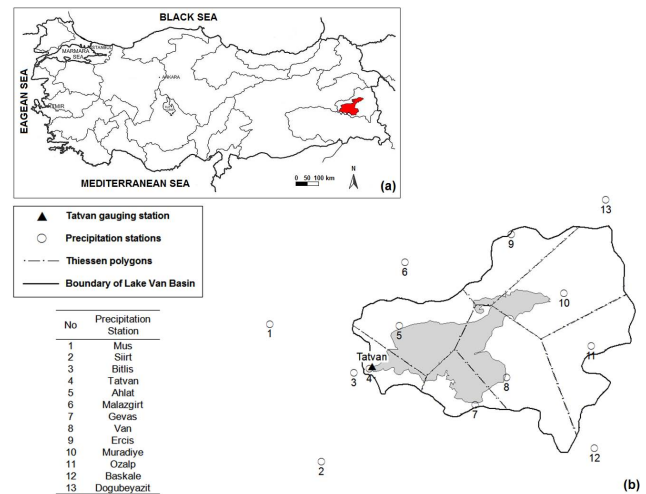 BLACK SEA
ISTANBUL
MARMARA
SEA
ANKARA
EAGEAN SEA
MEDITERRANEAN SEA
0 50 100 km
N
(a)
Tatvan gauging station
Precipitation stations
Thiessen polygons
Boundary of Lake Van Basin
No Precipitation Station
1 Mus
2 Siirt
3 Bitlis
4 Tatvan
5 Ahlat
6 Malazgirt
7 Gevas
8 Van
9 Ercis
10 Muradiye
11 Ozalp
12 Baskale
13 Dogubeyazit
13
9
6
10
1
5
11
Tatvan
3
4
8
7
12
2
(b)